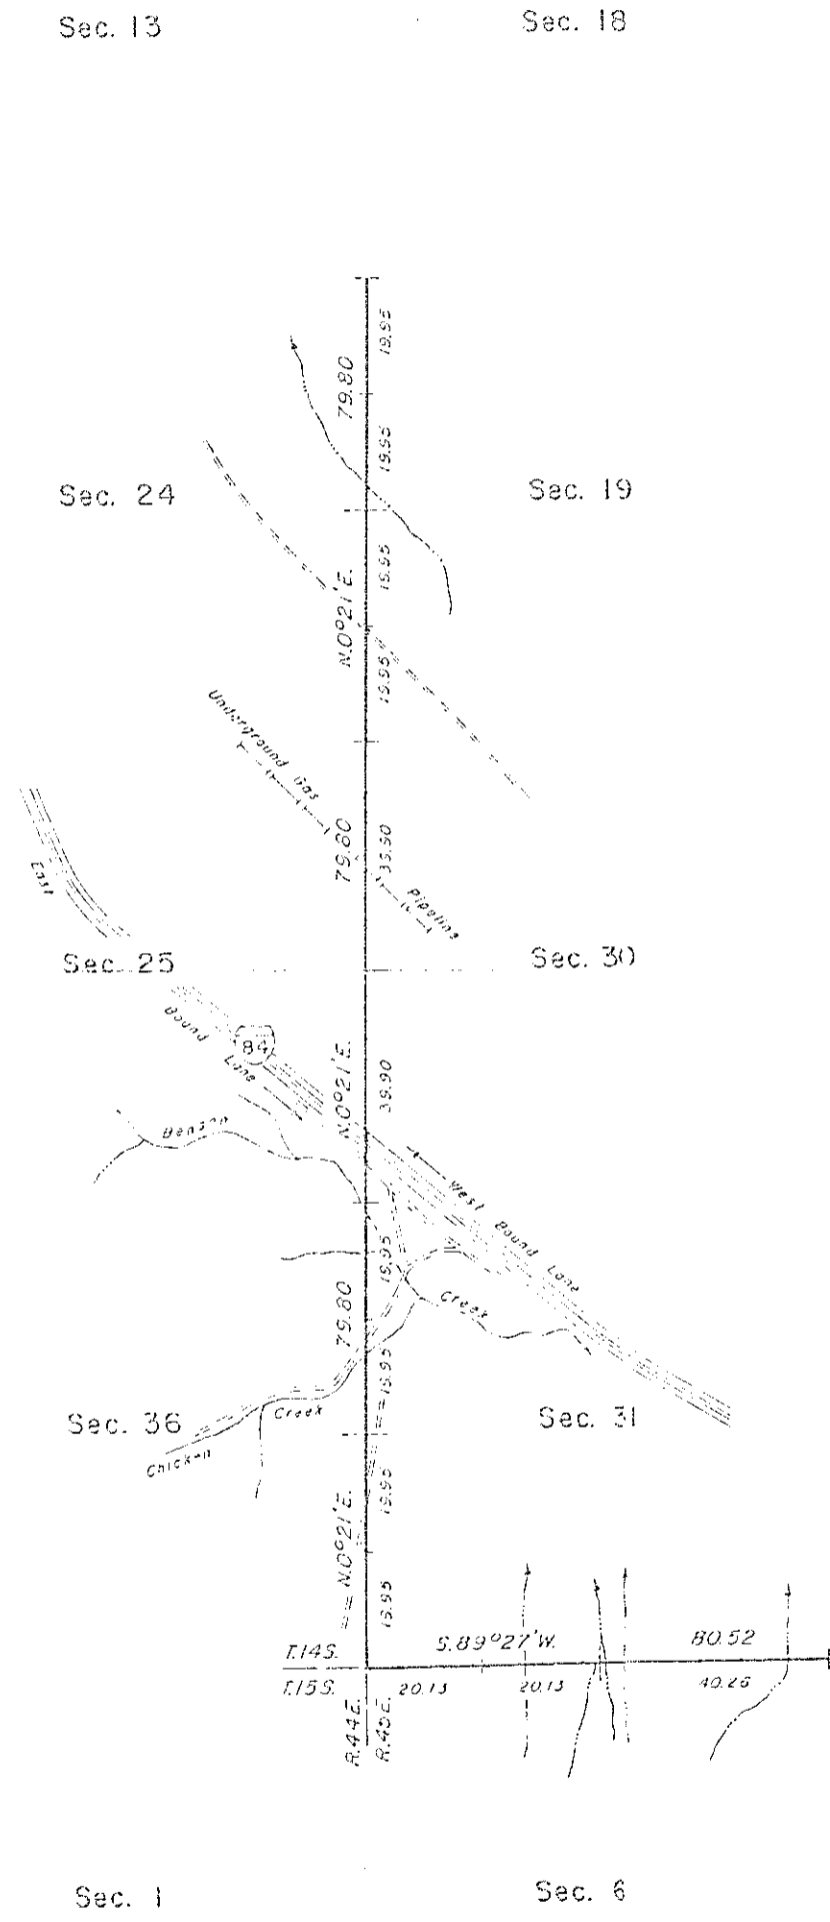 Sec. 13
Sec. 18
19.95
79.80
19.95
Sec. 24
Sec. 19
19.95
N.0°21'E.
19.95
Underground Gas
79.80
39.90
East
Pipeline
Sec. 25
Sec. 30
Bound Lane
84
N.0°21'E.
39.90
Benson
West Bound Lane
19.95
79.80
Creek
19.95
Sec. 36
Creek
Sec. 31
19.95
N.0°21'E.
19.95
T.14S.
S.89°27'W.
80.52
T.15S.
20.13
20.13
40.26
R.44E.
R.45E.
Sec. 1
Sec. 6